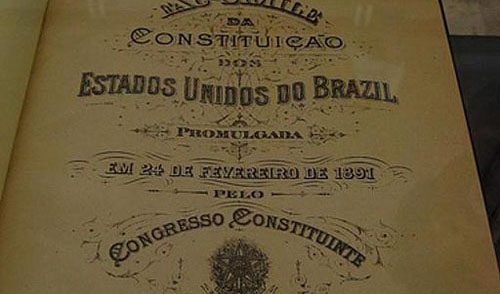 DA
CONSTITUIÇÃO
DOS
ESTADOS UNIDOS DO BRAZIL
PROMULGADA
EM 24 DE FEVEREIRO DE 1891
PELO
CONGRESSO CONSTITUINTE